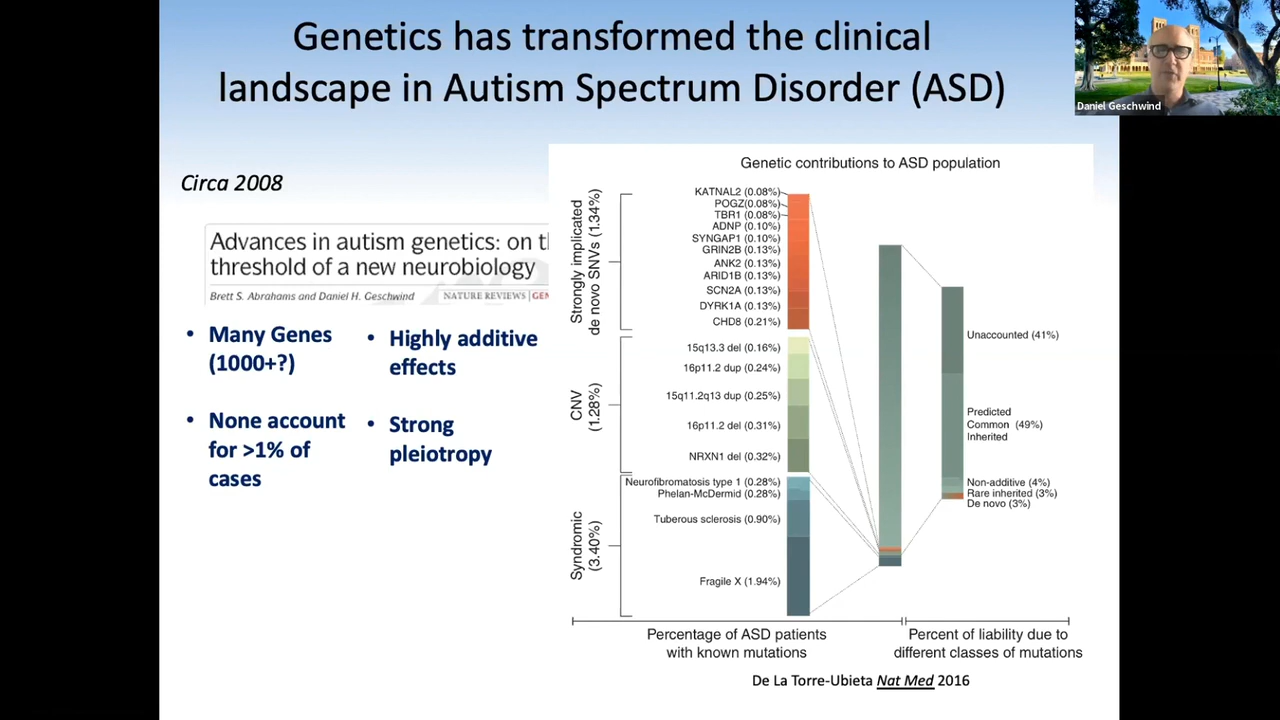 Genetics has transformed the clinical
landscape in Autism Spectrum Disorder (ASD)
Daniel Geschwind
Circa 2008
Advances in autism genetics: on
threshold of a new neurobiology
Brett S. Abrahams and Daniel H. Geschwind
NATURE REVIEWS
• Many Genes
(1000+?)
• None account
for >1% of
cases
• Highly additive
effects
• Strong
pleiotropy
Genetic contributions to ASD population
Strongly implicated
de novo SNVs (1.34%)
KATNAL2 (0.08%)
POGZ(0.08%)
TBR1 (0.08%)
ADNP (0.10%)
SYNGAP1 (0.10%)
GRIN2B (0.13%)
ANK2 (0.13%)
ARID1B (0.13%)
SCN2A (0.13%)
DYRK1A (0.13%)
CHD8 (0.21%)
CNV
(1.28%)
15q13.3 del (0.16%)
16p11.2 dup (0.24%)
15q11.2q13 dup (0.25%)
16p11.2 del (0.31%)
NRXN1 del (0.32%)
Syndromic
(3.40%)
Neurofibromatosis type 1 (0.28%)
Phelan-McDermid (0.28%)
Tuberous sclerosis (0.90%)
Fragile X (1.94%)
Unaccounted (41%)
Predicted
Common (49%)
Inherited
Non-additive (4%)
Rare inherited (3%)
De novo (3%)
Percentage of ASD patients
with known mutations
Percent of liability due to
different classes of mutations
De La Torre-Ubieta Nat Med 2016